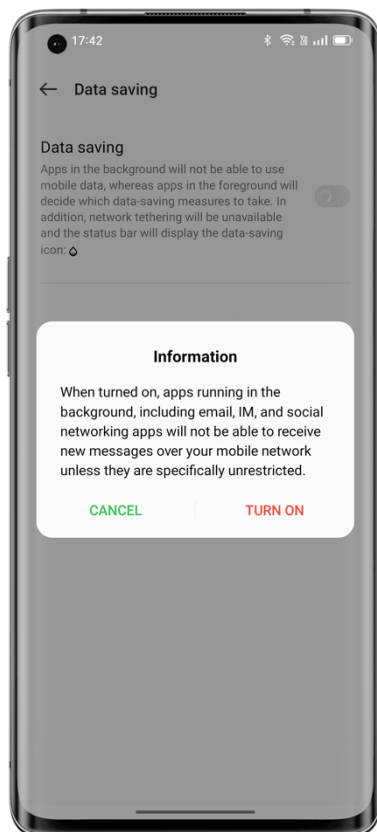 17:42
Data saving
Data saving
Apps in the background will not be able to use
mobile data, whereas apps in the foreground will
decide which data-saving measures to take. In
addition, network tethering will be unavailable
and the status bar will display the data-saving
icon:
Information
When turned on, apps running in the
background, including email, IM, and social
networking apps will not be able to receive
new messages over your mobile network
unless they are specifically unrestricted.
CANCEL TURN ON